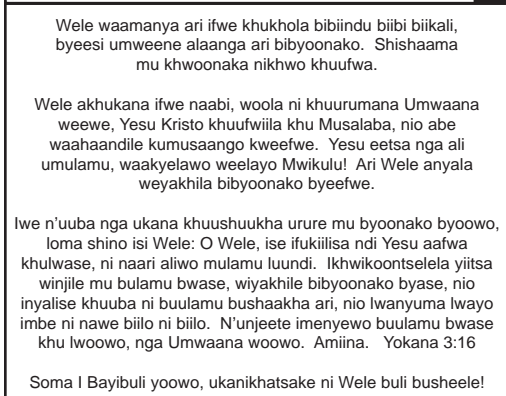 Wele waamanya ari ifwe khukhola bibiindu biibi biikali,
byeesi umweene alaanga ari bibyoonako. Shishaama
mu khwoonaka nikhwo khuufwa.
Wele akhukana ifwe naabi, woola ni khuurumana Umwaana
weewe, Yesu Kristo khuufwiila khu Musalaba, nio abe
waahaandile kumusaango kweefwe. Yesu eetsa nga ali
umulamu, waakyelawo weelayo Mwikulu! Ari Wele anyala
weyakhila bibyoonako byeefwe.
Iwe n'uuba nga ukana khuushuukha urure mu byoonako byoowo,
loma shino isi Wele: O Wele, ise ifukiilisa ndi Yesu aafwa
khulwase, ni naari aliwo mulamu luundi. Ikhwikoontselela yiitsa
winjile mu bulamu bwase, wiyakhile bibyoonako byase, nio
inyalise khuuba ni buulamu bushaakha ari, nio lwanyuma lwayo
imbe ni nawe biilo ni biilo. N'unjeete imenyewo buulamu bwase
khu lwoowo, nga Umwaana woowo. Amiina. Yokana 3:16
Soma I Bayibuli yoowo, ukanikhatsake ni Wele buli busheele!